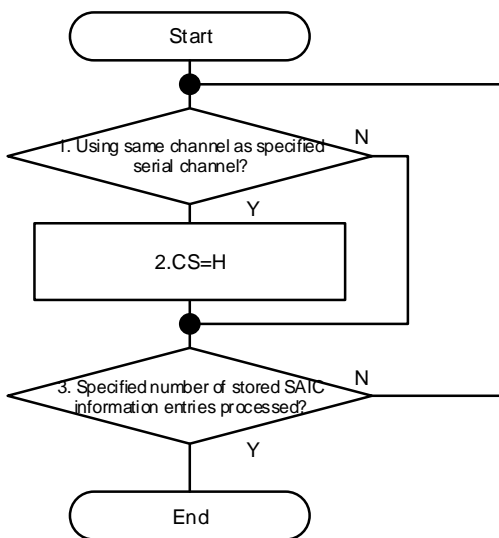 Start
1. Using same channel as specified
serial channel?
N
Y
2.CS=H
3. Specified number of stored SAIC
information entries processed?
N
Y
End